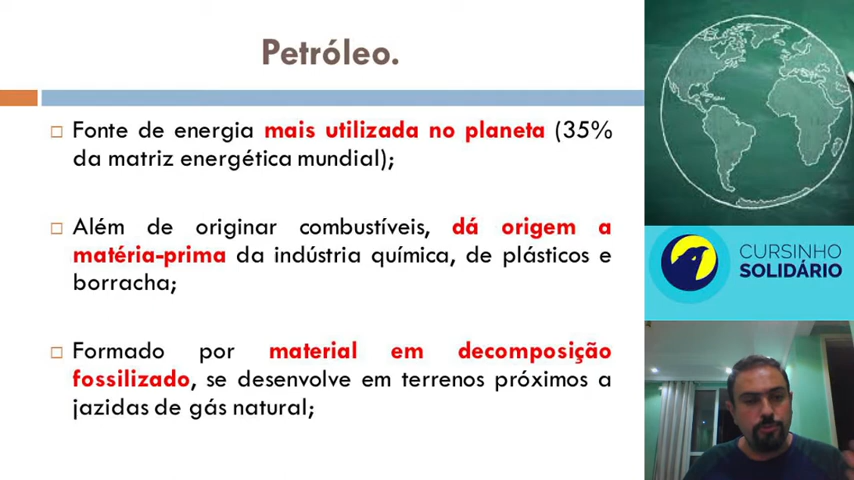 Petróleo.
Fonte de energia mais utilizada no planeta (35%
da matriz energética mundial);
Além de originar combustíveis, dá origem a
matéria-prima da indústria química, de plásticos e
borracha;
Formado por material em decomposição
fossilizado, se desenvolve em terrenos próximos a
jazidas de gás natural;
CURSINHO
SOLIDÁRIO